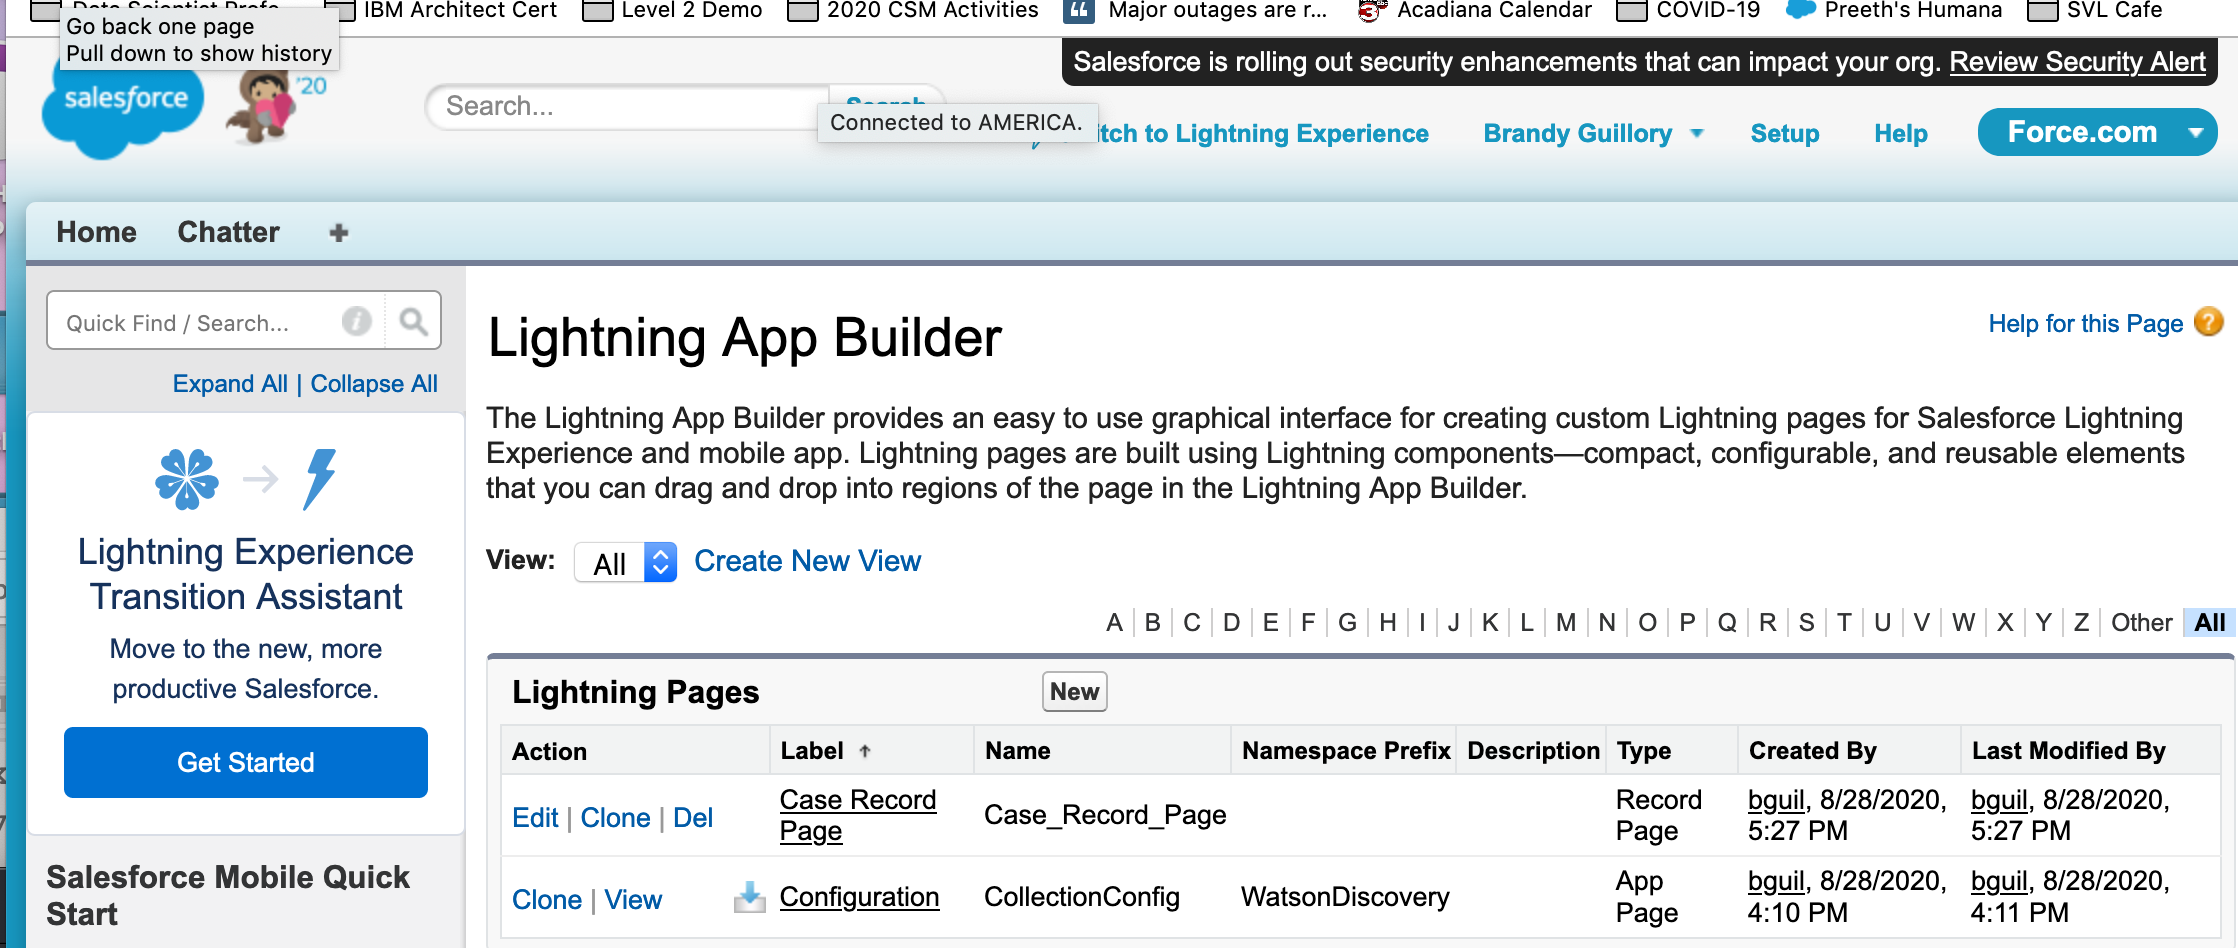 IBM Architect Cert
Level 2 Demo
2020 CSM Activities
Major outages are r...
Acadiana Calendar
COVID-19
Preeth's Humana
SVL Cafe
Go back one page
Pull down to show history
Salesforce is rolling out security enhancements that can impact your org. Review Security Alert
salesforce
'20
Search...
Search
Connected to AMERICA.
itch to Lightning Experience
Brandy Guillory
Setup
Help
Force.com
Home
Chatter
+
Quick Find / Search...
Expand All | Collapse All
Lightning Experience
Transition Assistant
Move to the new, more
productive Salesforce.
Get Started
Salesforce Mobile Quick
Start
Lightning App Builder
Help for this Page ?
The Lightning App Builder provides an easy to use graphical interface for creating custom Lightning pages for Salesforce Lightning
Experience and mobile app. Lightning pages are built using Lightning components—compact, configurable, and reusable elements
that you can drag and drop into regions of the page in the Lightning App Builder.
View: All Create New View
A | B | C | D | E | F | G | H | I | J | K | L | M | N | O | P | Q | R | S | T | U | V | W | X | Y | Z | Other | All
Lightning Pages
New
Action Label ↑ Name Namespace Prefix Description Type Created By Last Modified By
Edit | Clone | Del Case Record Case_Record_Page Record bguil, 8/28/2020, bguil, 8/28/2020,
Page Page 5:27 PM 5:27 PM
Clone | View Configuration CollectionConfig WatsonDiscovery App bguil, 8/28/2020, bguil, 8/28/2020,
Page 4:10 PM 4:11 PM